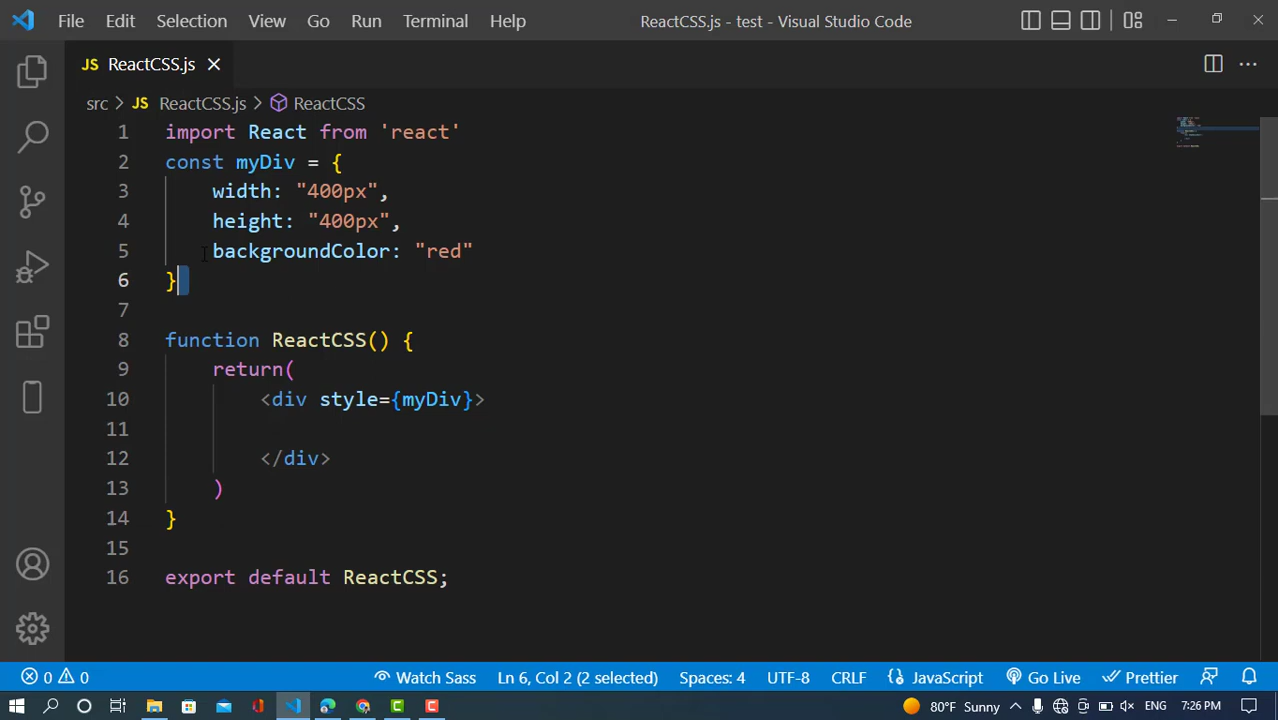 File Edit Selection View Go Run Terminal Help ReactCSS.js - test - Visual Studio Code
JS ReactCSS.js
src > JS ReactCSS.js > ReactCSS
1 import React from 'react'
2 const myDiv = {
3 width: "400px",
4 height: "400px",
5 backgroundColor: "red"
6 }
7
8 function ReactCSS() {
9 return(
10 <div style={myDiv}>
11
12 </div>
13 )
14 }
15
16 export default ReactCSS;
0 0 Watch Sass Ln 6, Col 2 (2 selected) Spaces: 4 UTF-8 CRLF JavaScript Go Live Prettier
80°F Sunny ENG 7:26 PM